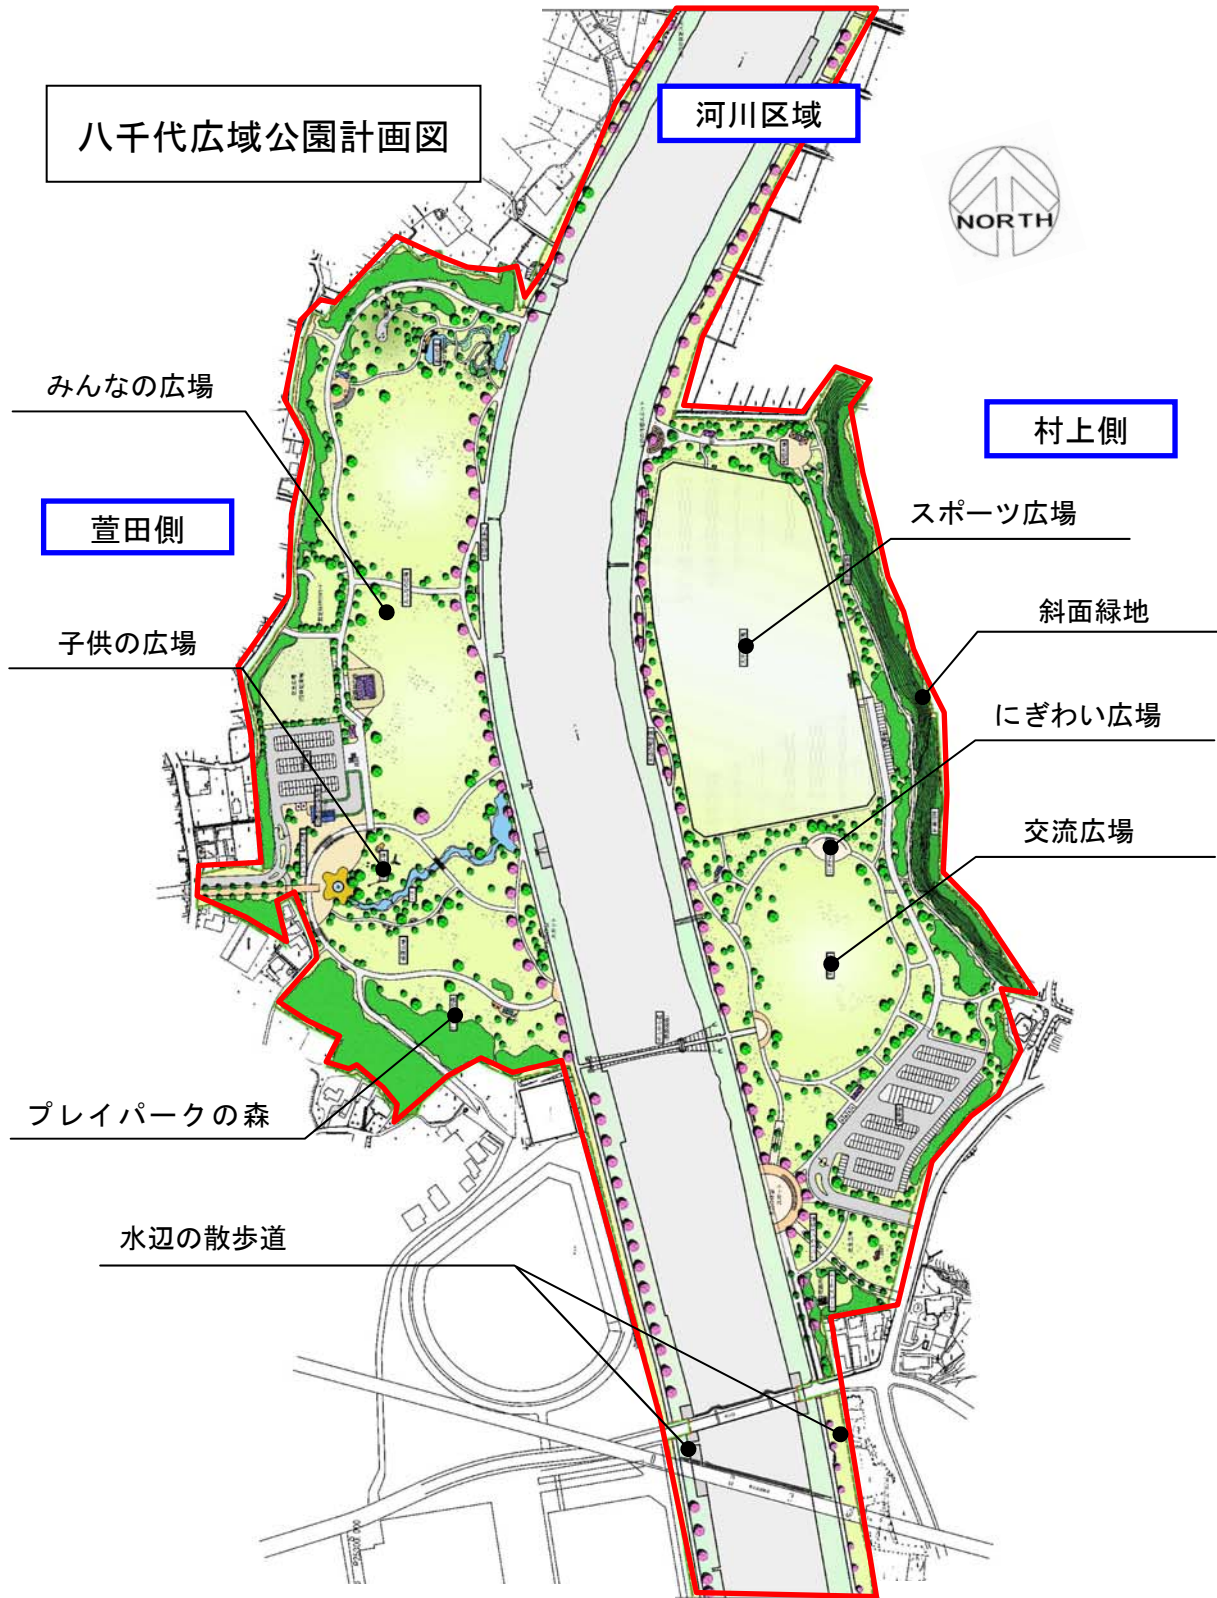 八千代広域公園計画図
河川区域
NORTH
みんなの広場
村上側
萱田側
スポーツ広場
子供の広場
斜面緑地
にぎわい広場
交流広場
プレイパークの森
水辺の散歩道